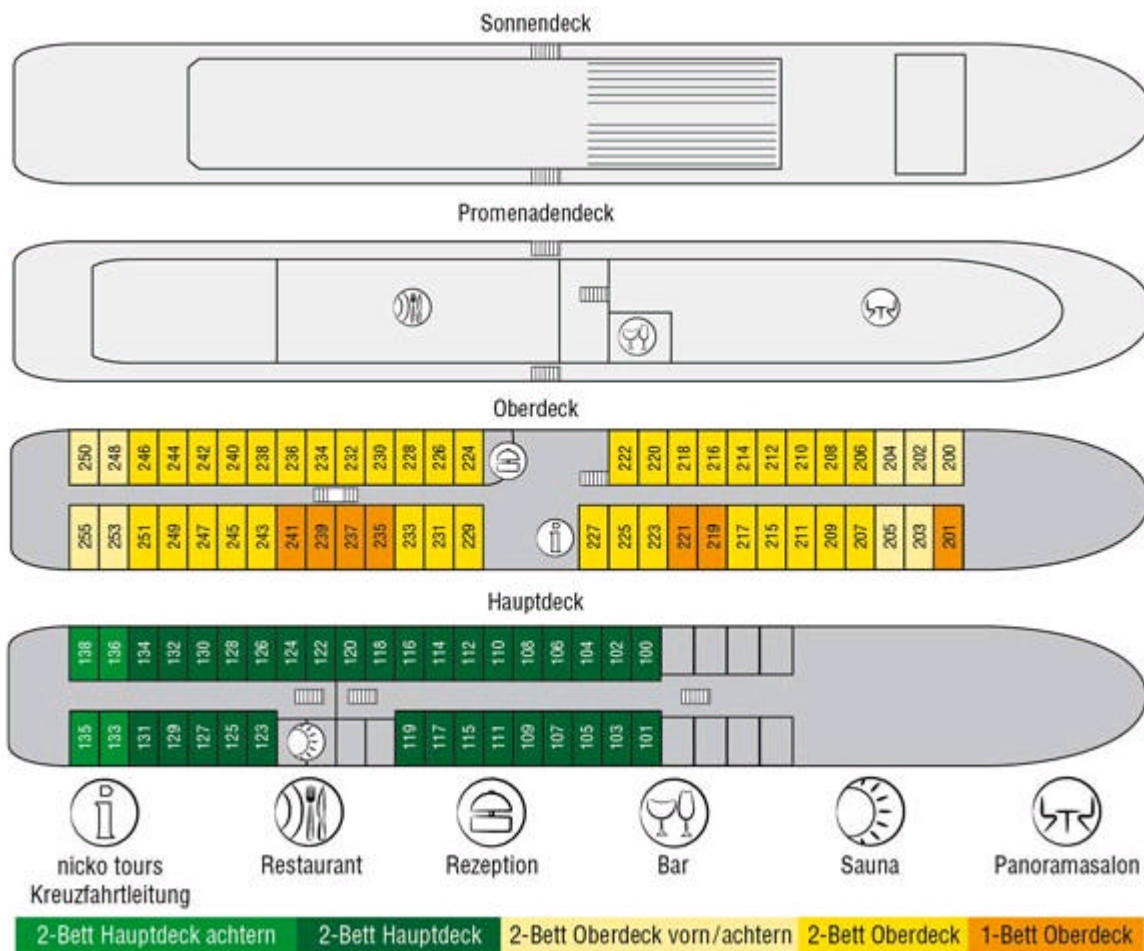 Sonnendeck
Promenadendeck
Oberdeck
250 248 246 244 242 240 238 236 234 232 230 228 226 224 222 220 218 216 214 212 210 208 206 204 202 200
255 253 251 249 247 245 243 241 239 237 235 233 231 229 227 225 223 221 219 217 215 211 209 207 205 203 201
Hauptdeck
138 136 134 132 130 128 126 124 122 120 118 116 114 112 110 108 106 104 102 100
135 133 131 129 127 125 123 119 117 115 111 109 107 105 103 101
nicko tours
Kreuzfahrtleitung
Restaurant
Rezeption
Bar
Sauna
Panoramasalon
2-Bett Hauptdeck achtern
2-Bett Hauptdeck
2-Bett Oberdeck vorn/achtern
2-Bett Oberdeck
1-Bett Oberdeck